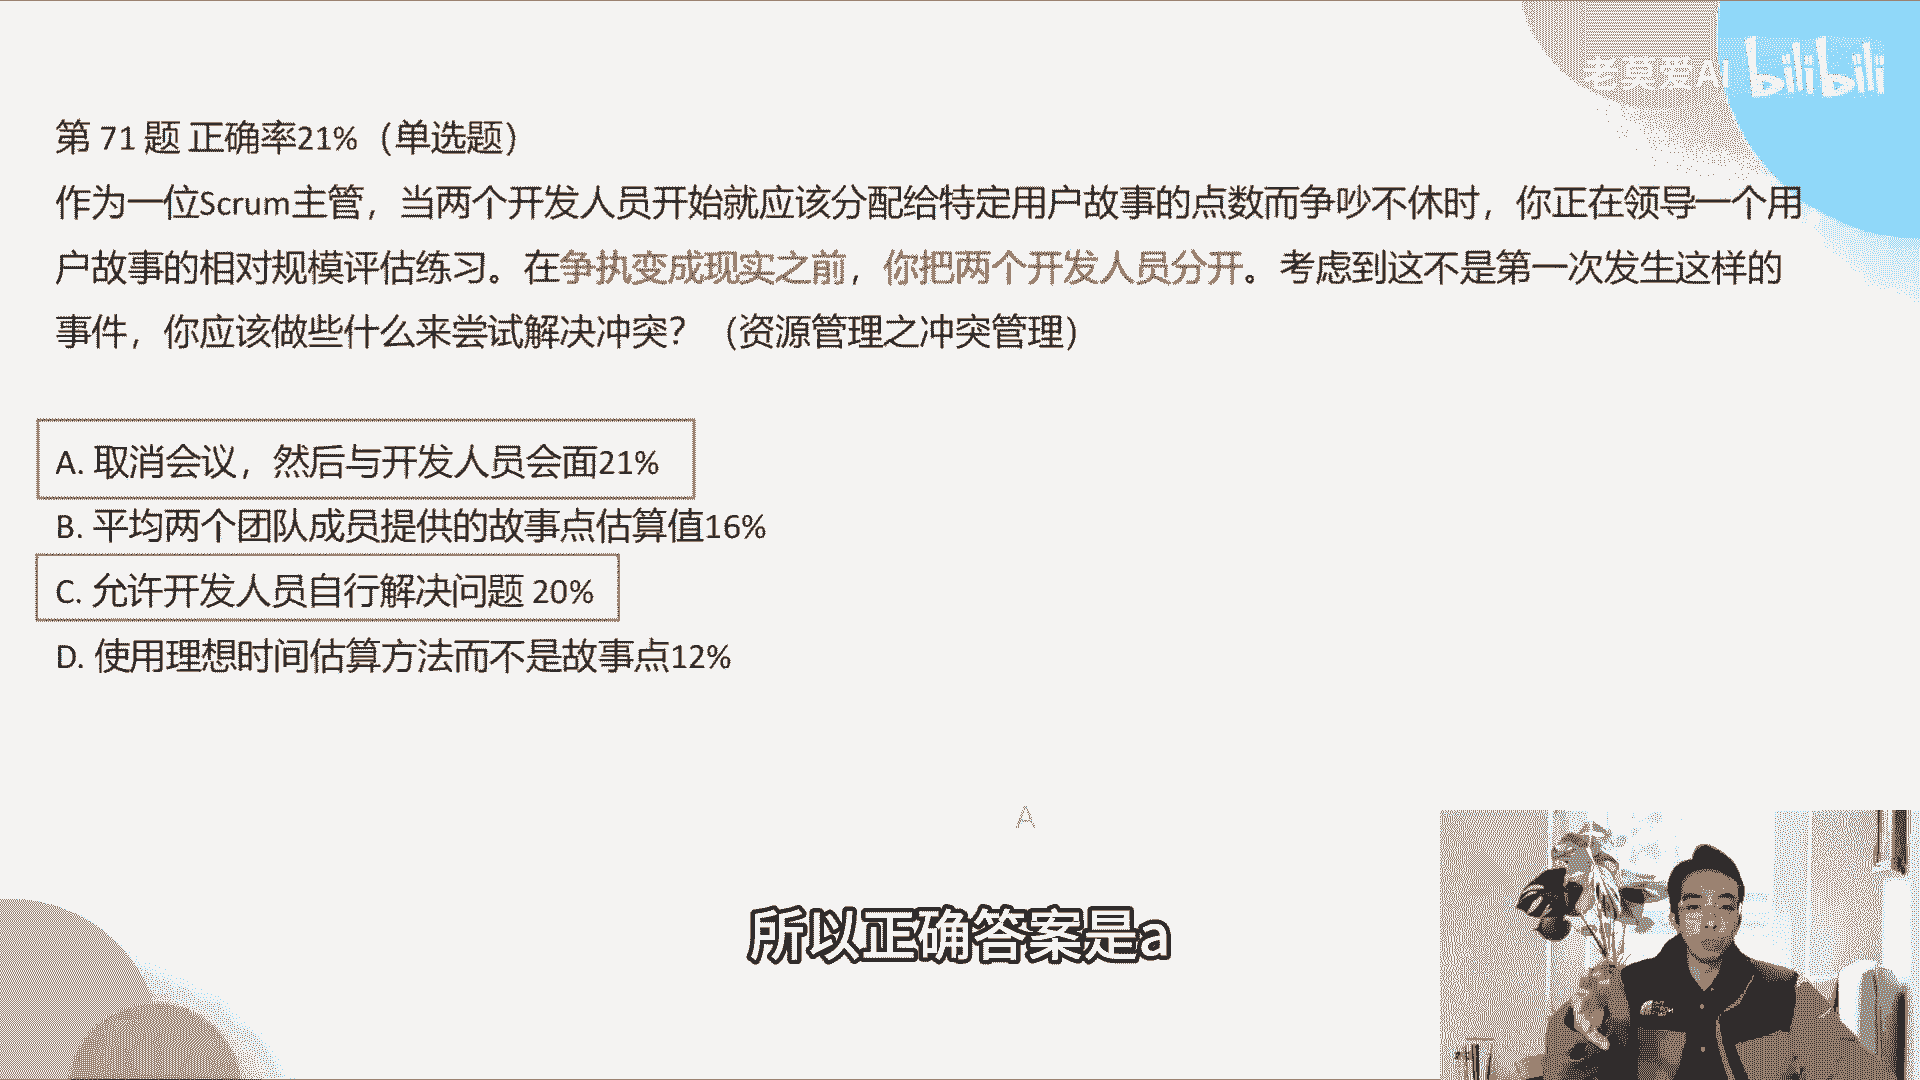 老莫爱AI bilibili
第 71 题 正确率21%（单选题）
作为一位Scrum主管，当两个开发人员开始就应该分配给特定用户故事的点数而争吵不休时，你正在领导一个用
户故事的相对规模评估练习。在争执变成现实之前，你把两个开发人员分开。考虑到这不是第一次发生这样的
事件，你应该做些什么来尝试解决冲突？（资源管理之冲突管理）
A. 取消会议，然后与开发人员会面21%
B. 平均两个团队成员提供的故事点估算值16%
C. 允许开发人员自行解决问题 20%
D. 使用理想时间估算方法而不是故事点12%
A
所以正确答案是a